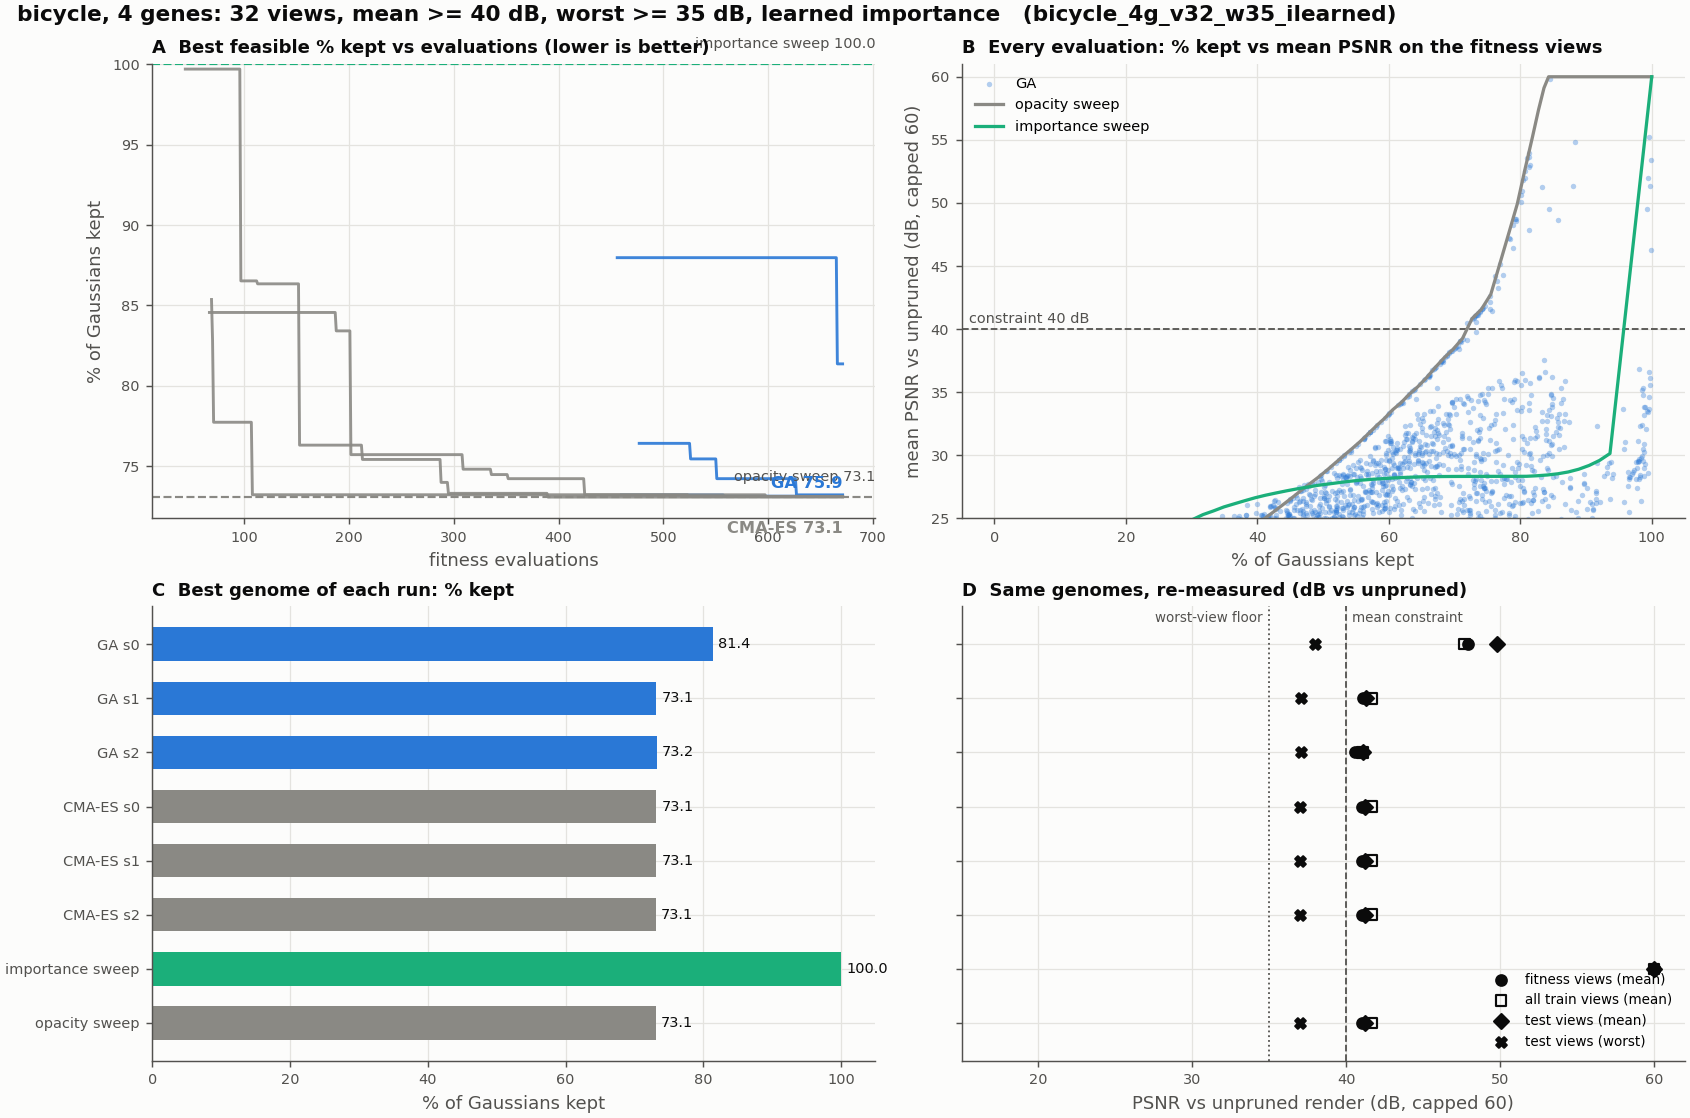 bicycle, 4 genes: 32 views, mean >= 40 dB, worst >= 35 dB, learned importance (bicycle_4g_v32_w35_ilearned)
A Best feasible % kept vs evaluations (lower is better)
importance sweep 100.0
100
95
90
85
80
75
% of Gaussians kept
opacity sweep 73.1
GA 75.9
CMA-ES 73.1
100
200
300
400
500
600
700
fitness evaluations
B Every evaluation: % kept vs mean PSNR on the fitness views
GA
opacity sweep
importance sweep
constraint 40 dB
60
55
50
45
40
35
30
25
mean PSNR vs unpruned (dB, capped 60)
0
20
40
60
80
100
% of Gaussians kept
C Best genome of each run: % kept
GA s0
81.4
GA s1
73.1
GA s2
73.2
CMA-ES s0
73.1
CMA-ES s1
73.1
CMA-ES s2
73.1
importance sweep
100.0
opacity sweep
73.1
0
20
40
60
80
100
% of Gaussians kept
D Same genomes, re-measured (dB vs unpruned)
worst-view floor
mean constraint
fitness views (mean)
all train views (mean)
test views (mean)
test views (worst)
20
30
40
50
60
PSNR vs unpruned render (dB, capped 60)